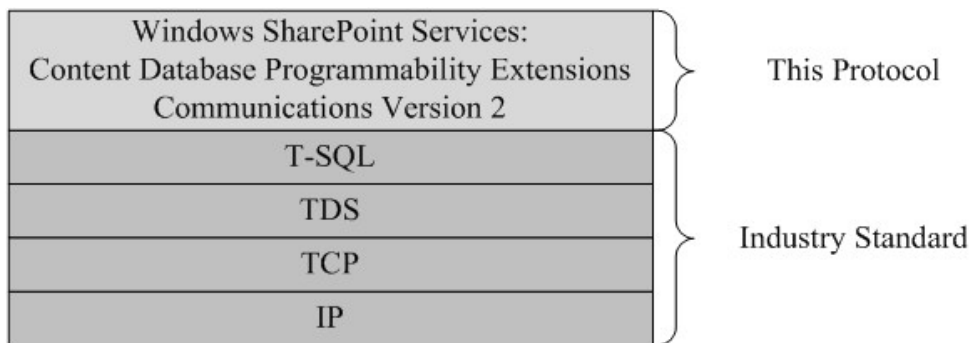 Windows SharePoint Services:
Content Database Programmability Extensions
Communications Version 2
This Protocol
T-SQL
TDS
TCP
IP
Industry Standard